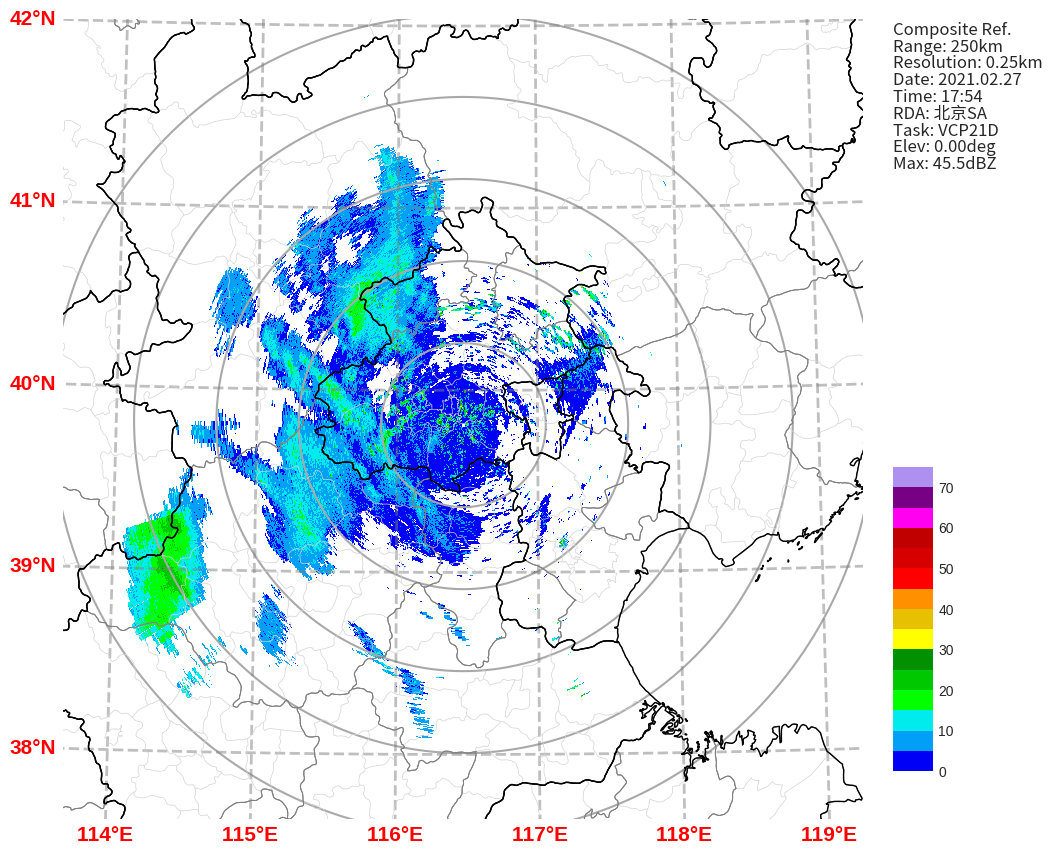 42°N
41°N
40°N
39°N
38°N
114°E 115°E 116°E 117°E 118°E 119°E
Composite Ref.
Range: 250km
Resolution: 0.25km
Date: 2021.02.27
Time: 17:54
RDA: 北京SA
Task: VCP21D
Elev: 0.00deg
Max: 45.5dBZ
70
60
50
40
30
20
10
0